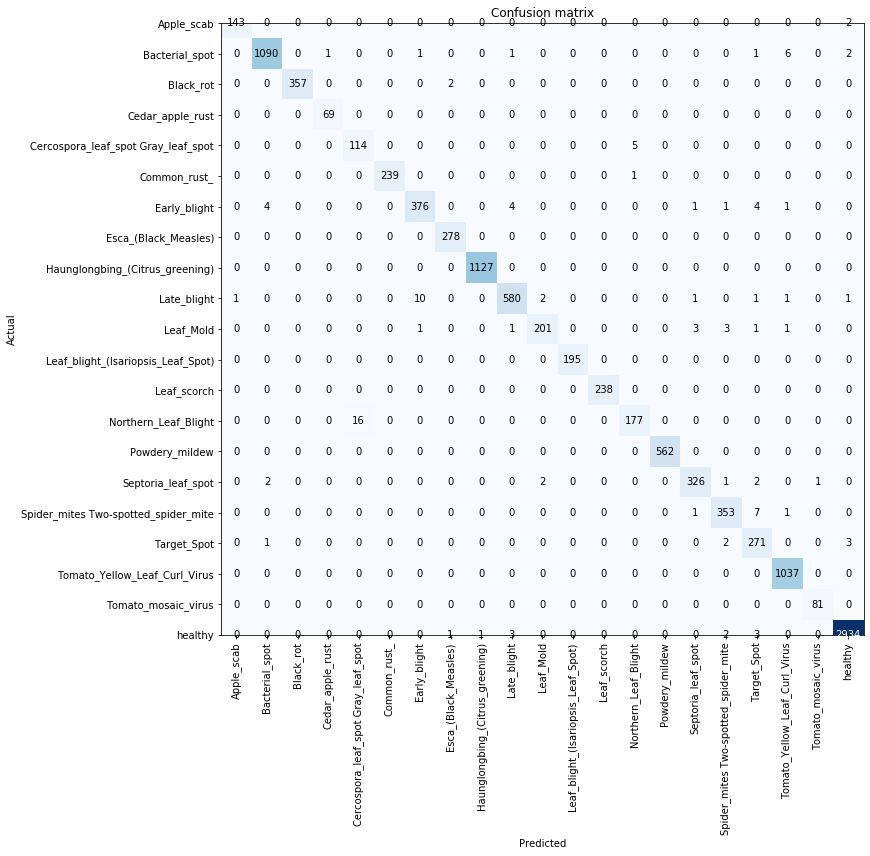 Confusion matrix
Apple_scab 143 0 0 0 0 0 0 0 0 0 0 0 0 0 0 0 0 0 0 0 2
Bacterial_spot 0 1090 0 1 0 0 1 0 0 1 0 0 0 0 0 0 0 1 6 0 2
Black_rot 0 0 357 0 0 0 0 2 0 0 0 0 0 0 0 0 0 0 0 0 0
Cedar_apple_rust 0 0 0 69 0 0 0 0 0 0 0 0 0 0 0 0 0 0 0 0 0
Cercospora_leaf_spot Gray_leaf_spot 0 0 0 0 114 0 0 0 0 0 0 0 0 5 0 0 0 0 0 0 0
Common_rust_ 0 0 0 0 0 239 0 0 0 0 0 0 0 1 0 0 0 0 0 0 0
Early_blight 0 4 0 0 0 0 376 0 0 4 0 0 0 0 0 1 1 4 1 0 0
Esca_(Black_Measles) 0 0 0 0 0 0 0 278 0 0 0 0 0 0 0 0 0 0 0 0 0
Haunglongbing_(Citrus_greening) 0 0 0 0 0 0 0 0 1127 0 0 0 0 0 0 0 0 0 0 0 0
Late_blight 1 0 0 0 0 0 10 0 0 580 2 0 0 0 0 1 0 1 1 0 1
Leaf_Mold 0 0 0 0 0 0 1 0 0 1 201 0 0 0 0 3 3 1 1 0 0
Leaf_blight_(Isariopsis_Leaf_Spot) 0 0 0 0 0 0 0 0 0 0 0 195 0 0 0 0 0 0 0 0 0
Leaf_scorch 0 0 0 0 0 0 0 0 0 0 0 0 238 0 0 0 0 0 0 0 0
Northern_Leaf_Blight 0 0 0 0 16 0 0 0 0 0 0 0 0 177 0 0 0 0 0 0 0
Powdery_mildew 0 0 0 0 0 0 0 0 0 0 0 0 0 0 562 0 0 0 0 0 0
Septoria_leaf_spot 0 2 0 0 0 0 0 0 0 0 2 0 0 0 0 326 1 2 0 1 0
Spider_mites Two-spotted_spider_mite 0 0 0 0 0 0 0 0 0 0 0 0 0 0 0 1 353 7 1 0 0
Target_Spot 0 1 0 0 0 0 0 0 0 0 0 0 0 0 0 0 2 271 0 0 3
Tomato_Yellow_Leaf_Curl_Virus 0 0 0 0 0 0 0 0 0 0 0 0 0 0 0 0 0 0 1037 0 0
Tomato_mosaic_virus 0 0 0 0 0 0 0 0 0 0 0 0 0 0 0 0 0 0 0 81 0
healthy 0 0 0 0 0 0 0 1 1 3 0 0 0 0 0 0 2 3 0 0 2934
Actual
Apple_scab
Bacterial_spot
Black_rot
Cedar_apple_rust
Cercospora_leaf_spot Gray_leaf_spot
Common_rust_
Early_blight
Esca_(Black_Measles)
Haunglongbing_(Citrus_greening)
Late_blight
Leaf_Mold
Leaf_blight_(Isariopsis_Leaf_Spot)
Leaf_scorch
Northern_Leaf_Blight
Powdery_mildew
Septoria_leaf_spot
Spider_mites Two-spotted_spider_mite
Target_Spot
Tomato_Yellow_Leaf_Curl_Virus
Tomato_mosaic_virus
healthy
Predicted